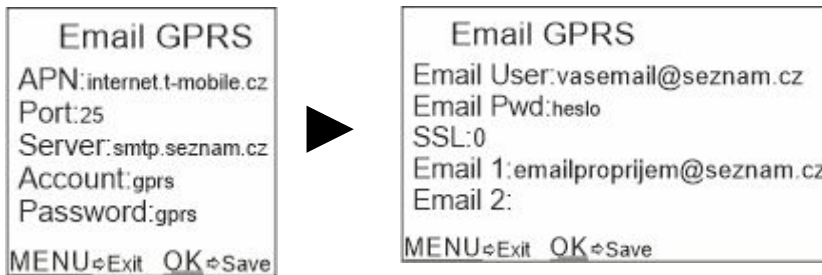 Email GPRS
APN:internet.t-mobile.cz
Port:25
Server:smtp.seznam.cz
Account:gprs
Password:gprs
MENU⇨Exit OK⇨Save
Email GPRS
Email User:vasemail@seznam.cz
Email Pwd:heslo
SSL:0
Email 1:emailproprijem@seznam.cz
Email 2:
MENU⇨Exit OK⇨Save